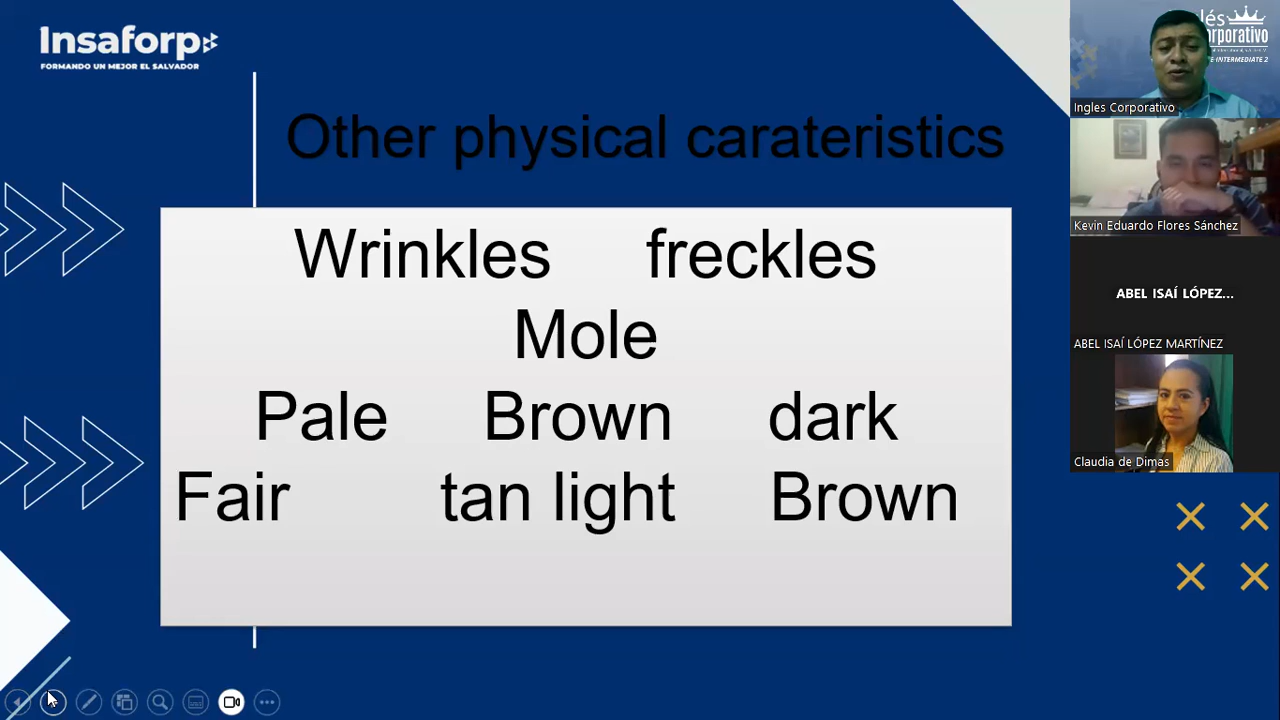 Insaforp
FORMANDO UN MEJOR EL SALVADOR
Other physical carateristics
Wrinkles freckles
Mole
Pale Brown dark
Fair tan light Brown
Ingles Corporativo
Kevin Eduardo Flores Sánchez
ABEL ISAÍ LÓPEZ...
ABEL ISAÍ LÓPEZ MARTÍNEZ
Claudia de Dimas